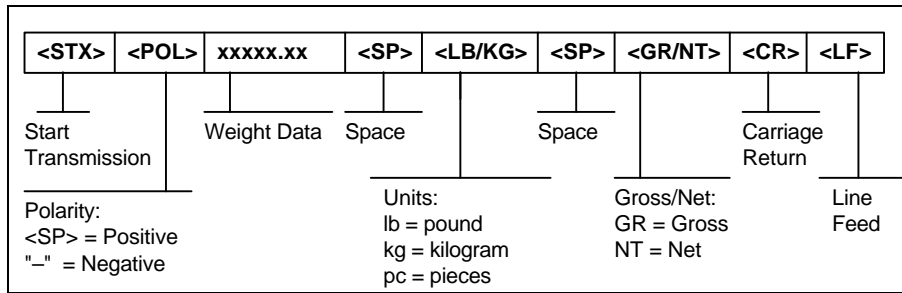 <STX> <POL> xxxxx.xx <SP> <LB/KG> <SP> <GR/NT> <CR> <LF>
Start
Transmission
Weight Data
Space
Space
Carriage
Return
Polarity:
<SP> = Positive
"–" = Negative
Units:
lb = pound
kg = kilogram
pc = pieces
Gross/Net:
GR = Gross
NT = Net
Line
Feed